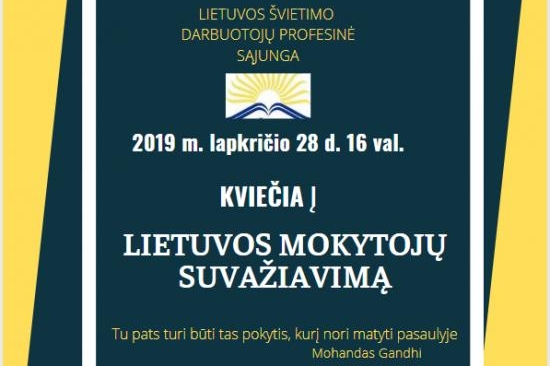 LIETUVOS ŠVIETIMO
DARBUOTOJŲ PROFESINĖ
SĄJUNGA
2019 m. lapkričio 28 d. 16 val.
KVIEČIA Į
LIETUVOS MOKYTOJŲ
SUVAŽIAVIMĄ
Tu pats turi būti tas pokytis, kurį nori matyti pasaulyje
Mohandas Gandhi